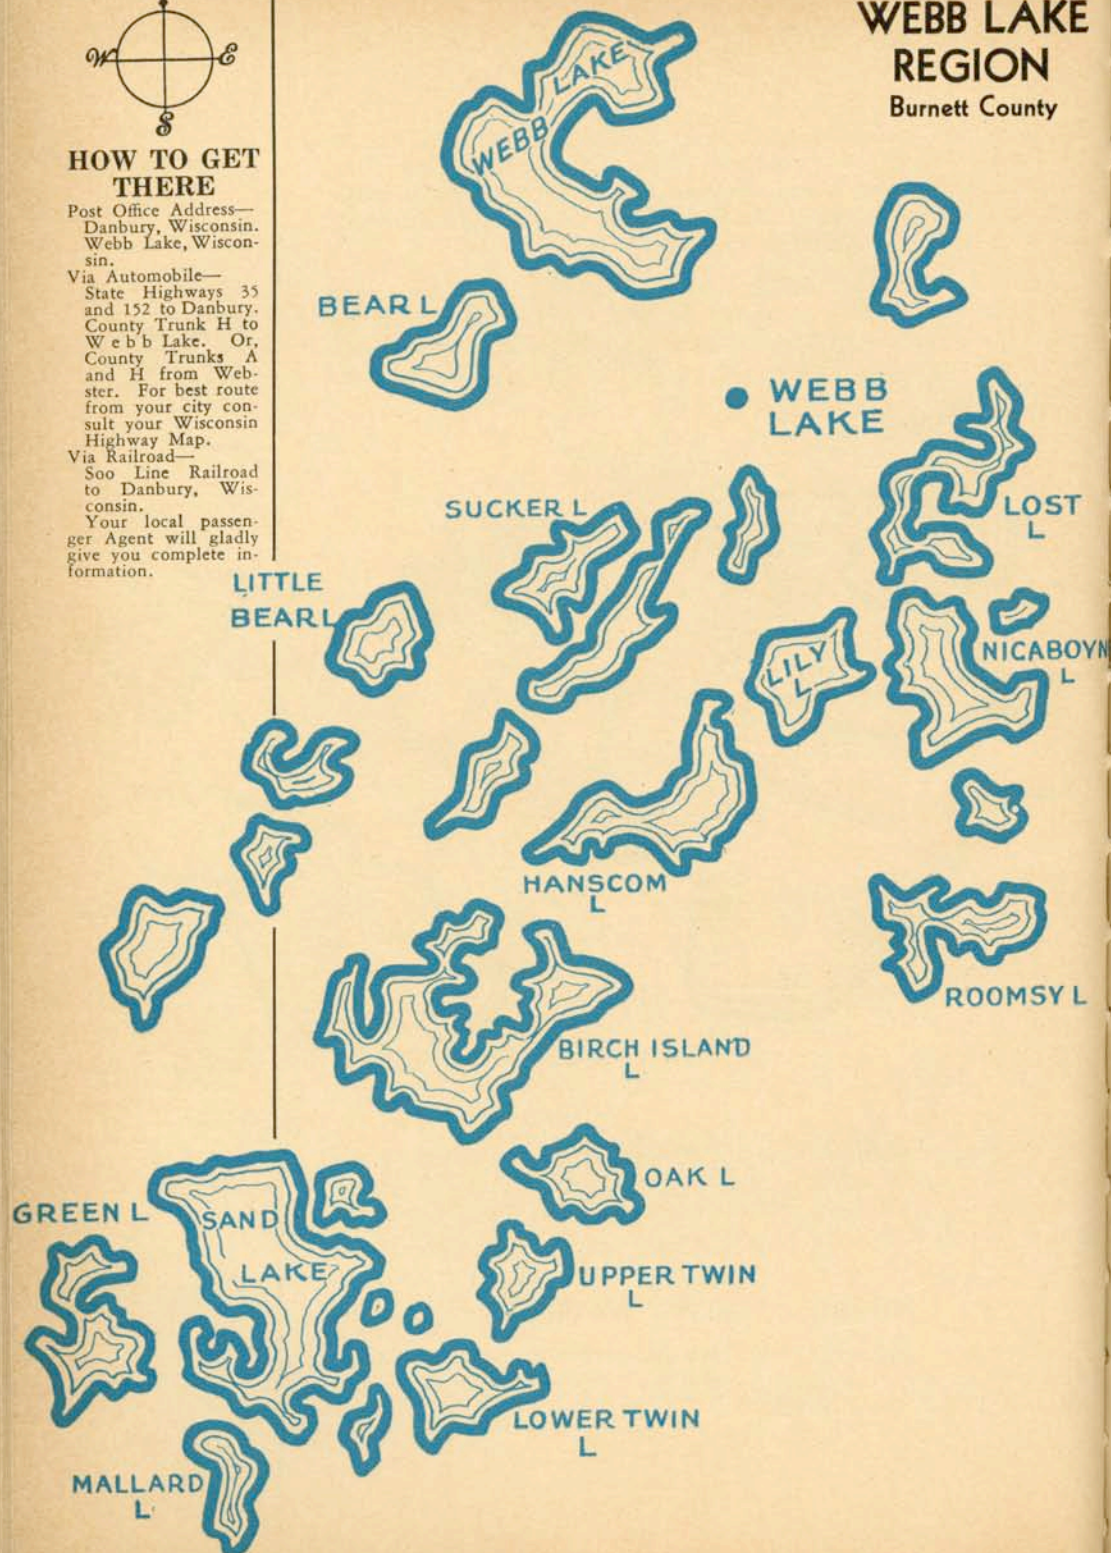 WEBB LAKE
REGION
Burnett County
W
E
S
HOW TO GET
THERE
Post Office Address—
Danbury, Wisconsin.
Webb Lake, Wiscon-
sin.
Via Automobile—
State Highways 35
and 152 to Danbury.
County Trunk H to
Webb Lake. Or,
County Trunks A
and H from Web-
ster. For best route
from your city con-
sult your Wisconsin
Highway Map.
Via Railroad—
Soo Line Railroad
to Danbury, Wis-
consin.
Your local passen-
ger Agent will gladly
give you complete in-
formation.
WEBB LAKE
BEAR L
WEBB
LAKE
SUCKER L
LOST
L
LITTLE
BEAR L
NICABOYN
L
LILY
L
HANSCOM
L
ROOMSY L
BIRCH ISLAND
L
OAK L
GREEN L
SAND
LAKE
UPPER TWIN
L
LOWER TWIN
L
MALLARD
L